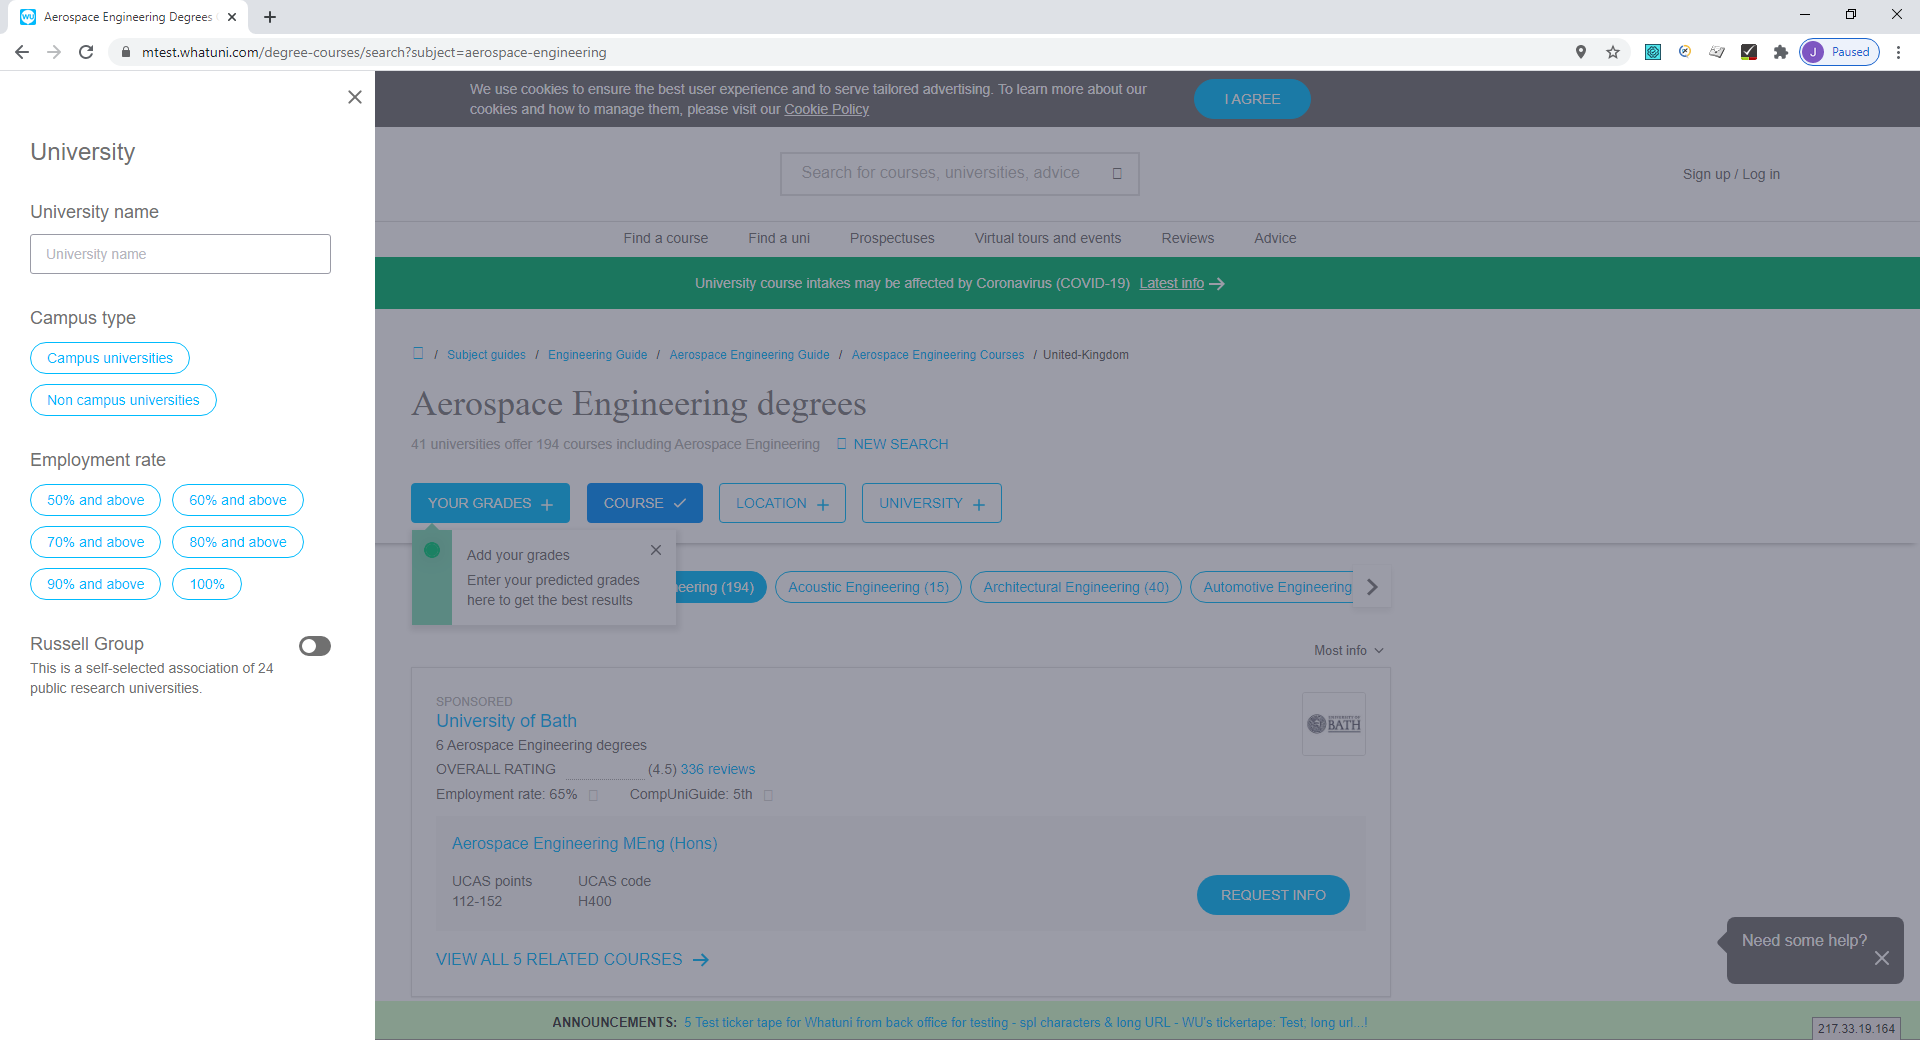 Aerospace Engineering Degrees
mtest.whatuni.com/degree-courses/search?subject=aerospace-engineering
J Paused
We use cookies to ensure the best user experience and to serve tailored advertising. To learn more about our
cookies and how to manage them, please visit our Cookie Policy
I AGREE
University
University name
University name
Campus type
Campus universities
Non campus universities
Employment rate
50% and above 60% and above
70% and above 80% and above
90% and above 100%
Russell Group
This is a self-selected association of 24
public research universities.
Search for courses, universities, advice
Sign up / Log in
Find a course Find a uni Prospectuses Virtual tours and events Reviews Advice
University course intakes may be affected by Coronavirus (COVID-19) Latest info
/ Subject guides / Engineering Guide / Aerospace Engineering Guide / Aerospace Engineering Courses / United-Kingdom
Aerospace Engineering degrees
41 universities offer 194 courses including Aerospace Engineering NEW SEARCH
YOUR GRADES COURSE LOCATION UNIVERSITY
Add your grades
Enter your predicted grades
here to get the best results
neering (194) Acoustic Engineering (15) Architectural Engineering (40) Automotive Engineering
Most info
SPONSORED
University of Bath
UNIVERSITY OF
BATH
6 Aerospace Engineering degrees
OVERALL RATING (4.5) 336 reviews
Employment rate: 65% CompUniGuide: 5th
Aerospace Engineering MEng (Hons)
UCAS points UCAS code
112-152 H400
REQUEST INFO
VIEW ALL 5 RELATED COURSES
Need some help?
ANNOUNCEMENTS: 5 Test ticker tape for Whatuni from back office for testing - spl characters & long URL - WU's tickertape: Test; long url...!
217.33.19.164